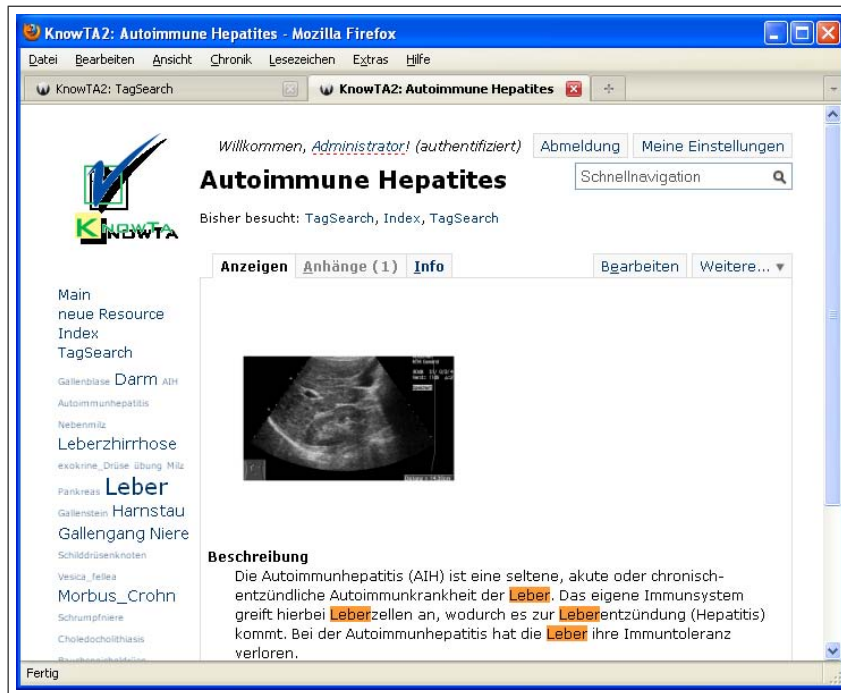 KnowTA2: Autoimmune Hepatites - Mozilla Firefox
Datei Bearbeiten Ansicht Chronik Lesezeichen Extras Hilfe
KnowTA2: TagSearch KnowTA2: Autoimmune Hepatites
Willkommen, Administrator! (authentifiziert) Abmeldung Meine Einstellungen
Autoimmune Hepatites
Schnellnavigation
KNOWTA
Bisher besucht: TagSearch, Index, TagSearch
Anzeigen Anhänge (1) Info Bearbeiten Weitere...
Main
neue Resource
Index
TagSearch
Gallenblase Darm AIH
Autoimmunhepatitis
Nebenmilz
Leberzhirrhose
exokrine_Drüse übung Milz
Pankreas Leber
Gallenstein Harnstau
Gallengang Niere
Schilddrüsenknoten
Vesica_fellea
Morbus_Crohn
Schrumpfniere
Choledocholithiasis
Beschreibung
Die Autoimmunhepatitis (AIH) ist eine seltene, akute oder chronisch-
entzündliche Autoimmunkrankheit der Leber. Das eigene Immunsystem
greift hierbei Leberzellen an, wodurch es zur Leberentzündung (Hepatitis)
kommt. Bei der Autoimmunhepatitis hat die Leber ihre Immuntoleranz
verloren.
Fertig